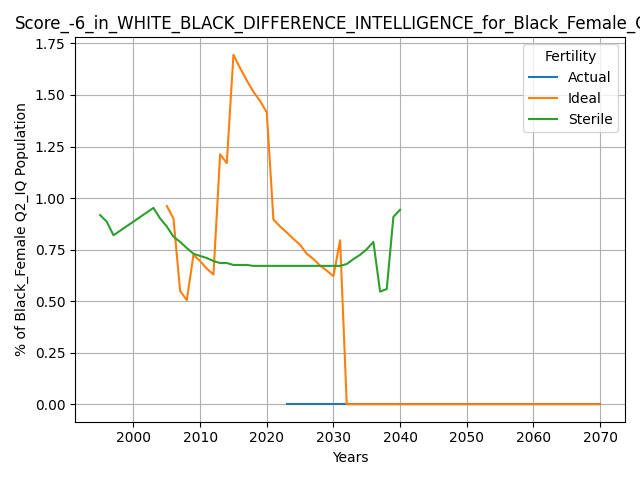 Score_-6_in_WHITE_BLACK_DIFFERENCE_INTELLIGENCE_for_Black_Female_
Fertility
Actual
Ideal
Sterile
% of Black_Female Q2_IQ Population
1.75
1.50
1.25
1.00
0.75
0.50
0.25
0.00
2000 2010 2020 2030 2040 2050 2060 2070
Years